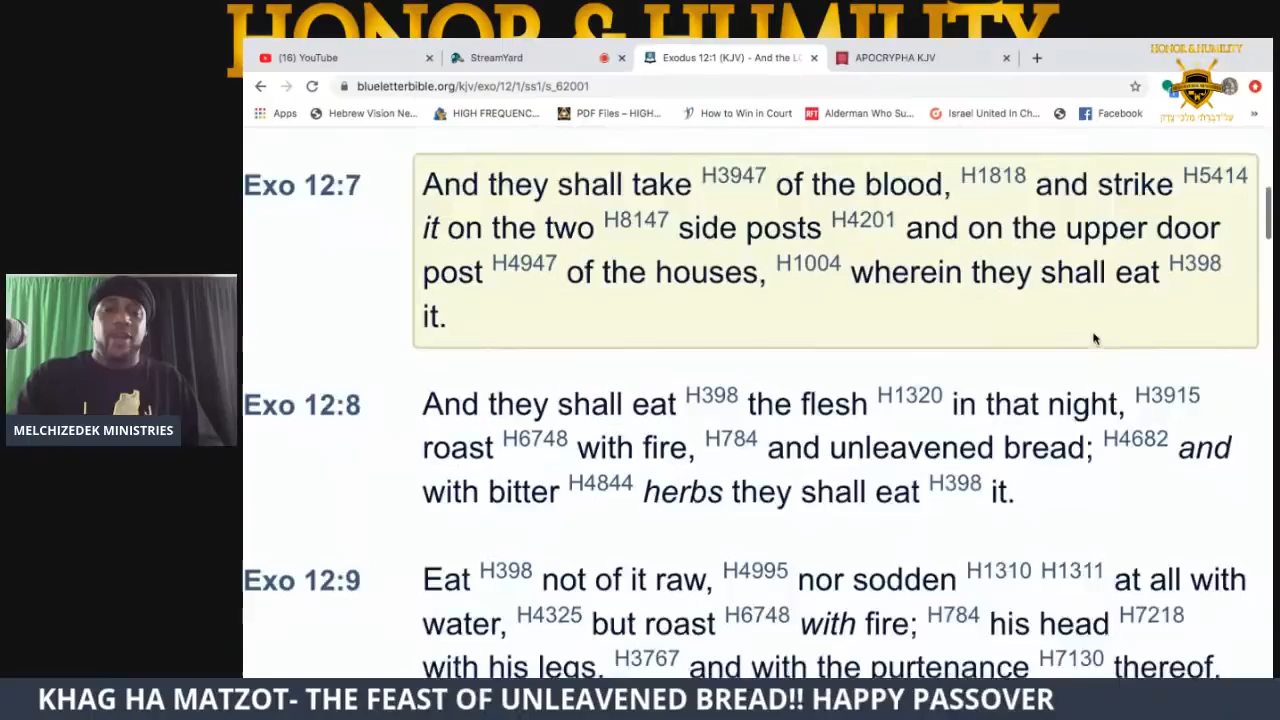 HONOR & HUMILITY
(16) YouTube
StreamYard
Exodus 12:1 (KJV) - And the LO
APOCRYPHA KJV
HONOR & HUMILITY
blueletterbible.org/kjv/exo/12/1/ss1/s_62001
Apps
Hebrew Vision Ne...
HIGH FREQUENC...
PDF Files – HIGH...
How to Win in Court
Alderman Who Su...
Israel United In Ch...
Facebook
»
Exo 12:7
And they shall take H3947 of the blood, H1818 and strike H5414
it on the two H8147 side posts H4201 and on the upper door
post H4947 of the houses, H1004 wherein they shall eat H398
it.
Exo 12:8
And they shall eat H398 the flesh H1320 in that night, H3915
roast H6748 with fire, H784 and unleavened bread; H4682 and
with bitter H4844 herbs they shall eat H398 it.
Exo 12:9
Eat H398 not of it raw, H4995 nor sodden H1310 H1311 at all with
water, H4325 but roast H6748 with fire; H784 his head H7218
with his legs, H3767 and with the purtenance H7130 thereof.
MELCHIZEDEK MINISTRIES
KHAG HA MATZOT- THE FEAST OF UNLEAVENED BREAD!! HAPPY PASSOVER